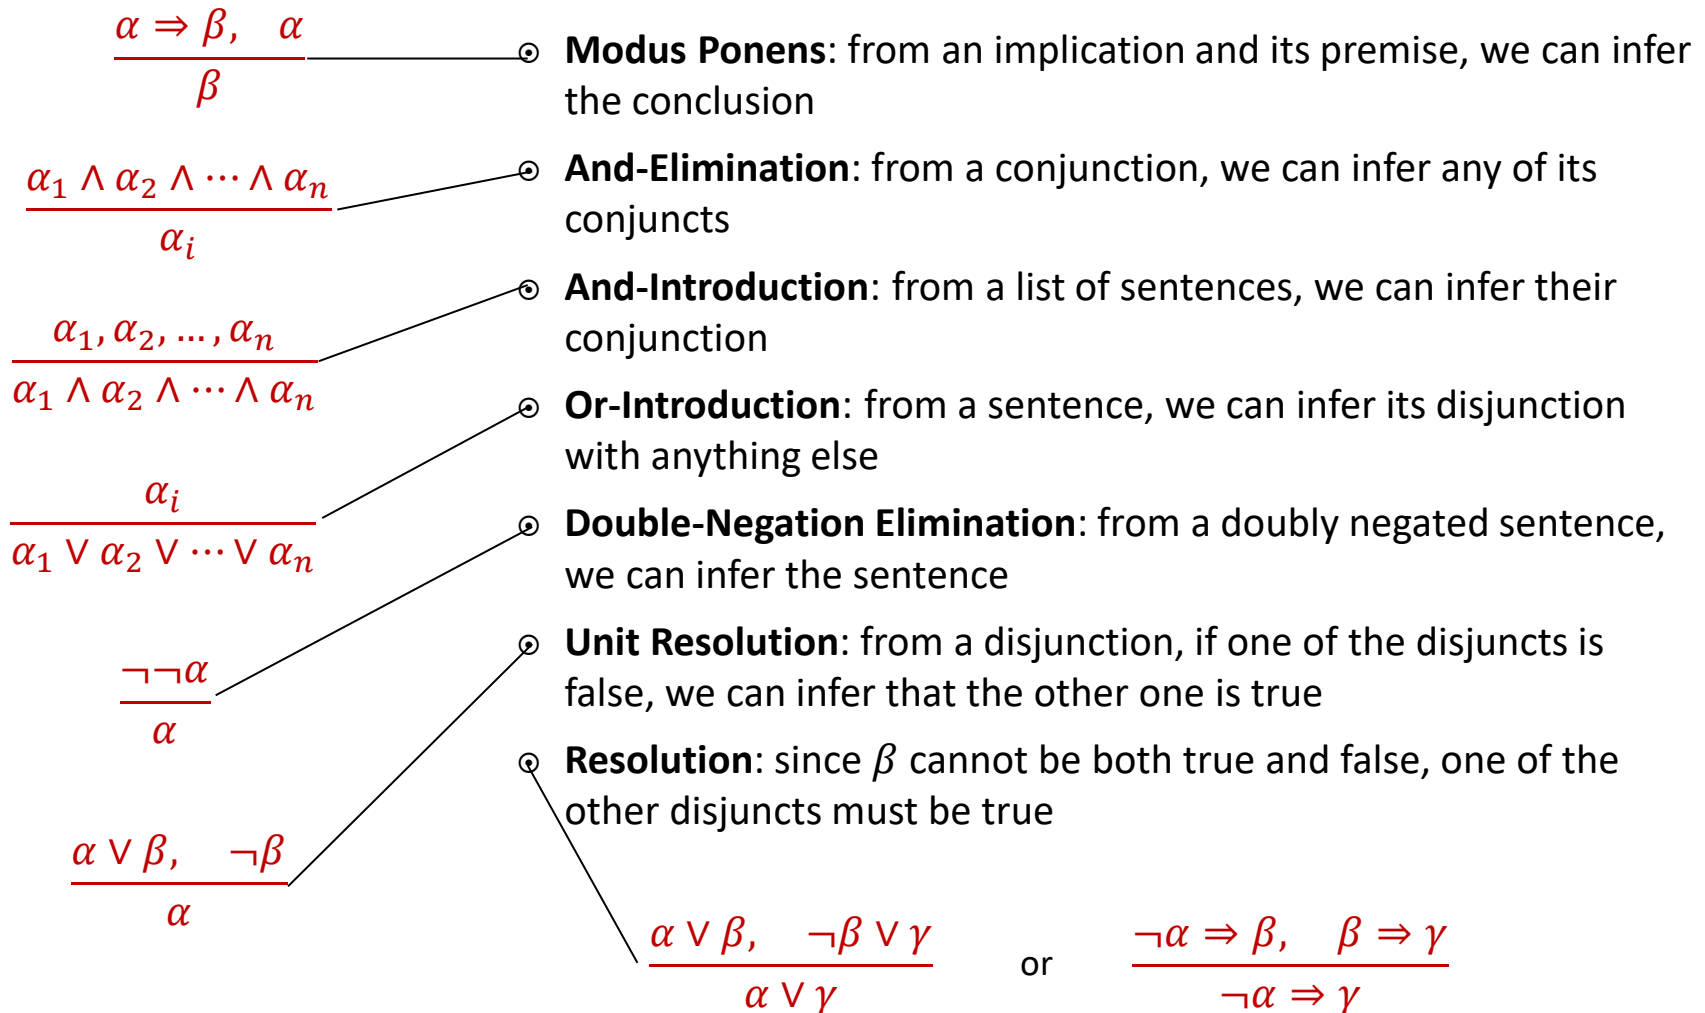 α ⇒ β, α
β
α₁ ∧ α₂ ∧ ⋯ ∧ αₙ
αᵢ
α₁, α₂, … , αₙ
α₁ ∧ α₂ ∧ ⋯ ∧ αₙ
αᵢ
α₁ ∨ α₂ ∨ ⋯ ∨ αₙ
¬¬α
α
α ∨ β, ¬β
α
⊙ Modus Ponens: from an implication and its premise, we can infer
the conclusion
⊙ And-Elimination: from a conjunction, we can infer any of its
conjuncts
⊙ And-Introduction: from a list of sentences, we can infer their
conjunction
⊙ Or-Introduction: from a sentence, we can infer its disjunction
with anything else
⊙ Double-Negation Elimination: from a doubly negated sentence,
we can infer the sentence
⊙ Unit Resolution: from a disjunction, if one of the disjuncts is
false, we can infer that the other one is true
⊙ Resolution: since β cannot be both true and false, one of the
other disjuncts must be true
α ∨ β, ¬β ∨ γ
α ∨ γ
or
¬α ⇒ β, β ⇒ γ
¬α ⇒ γ